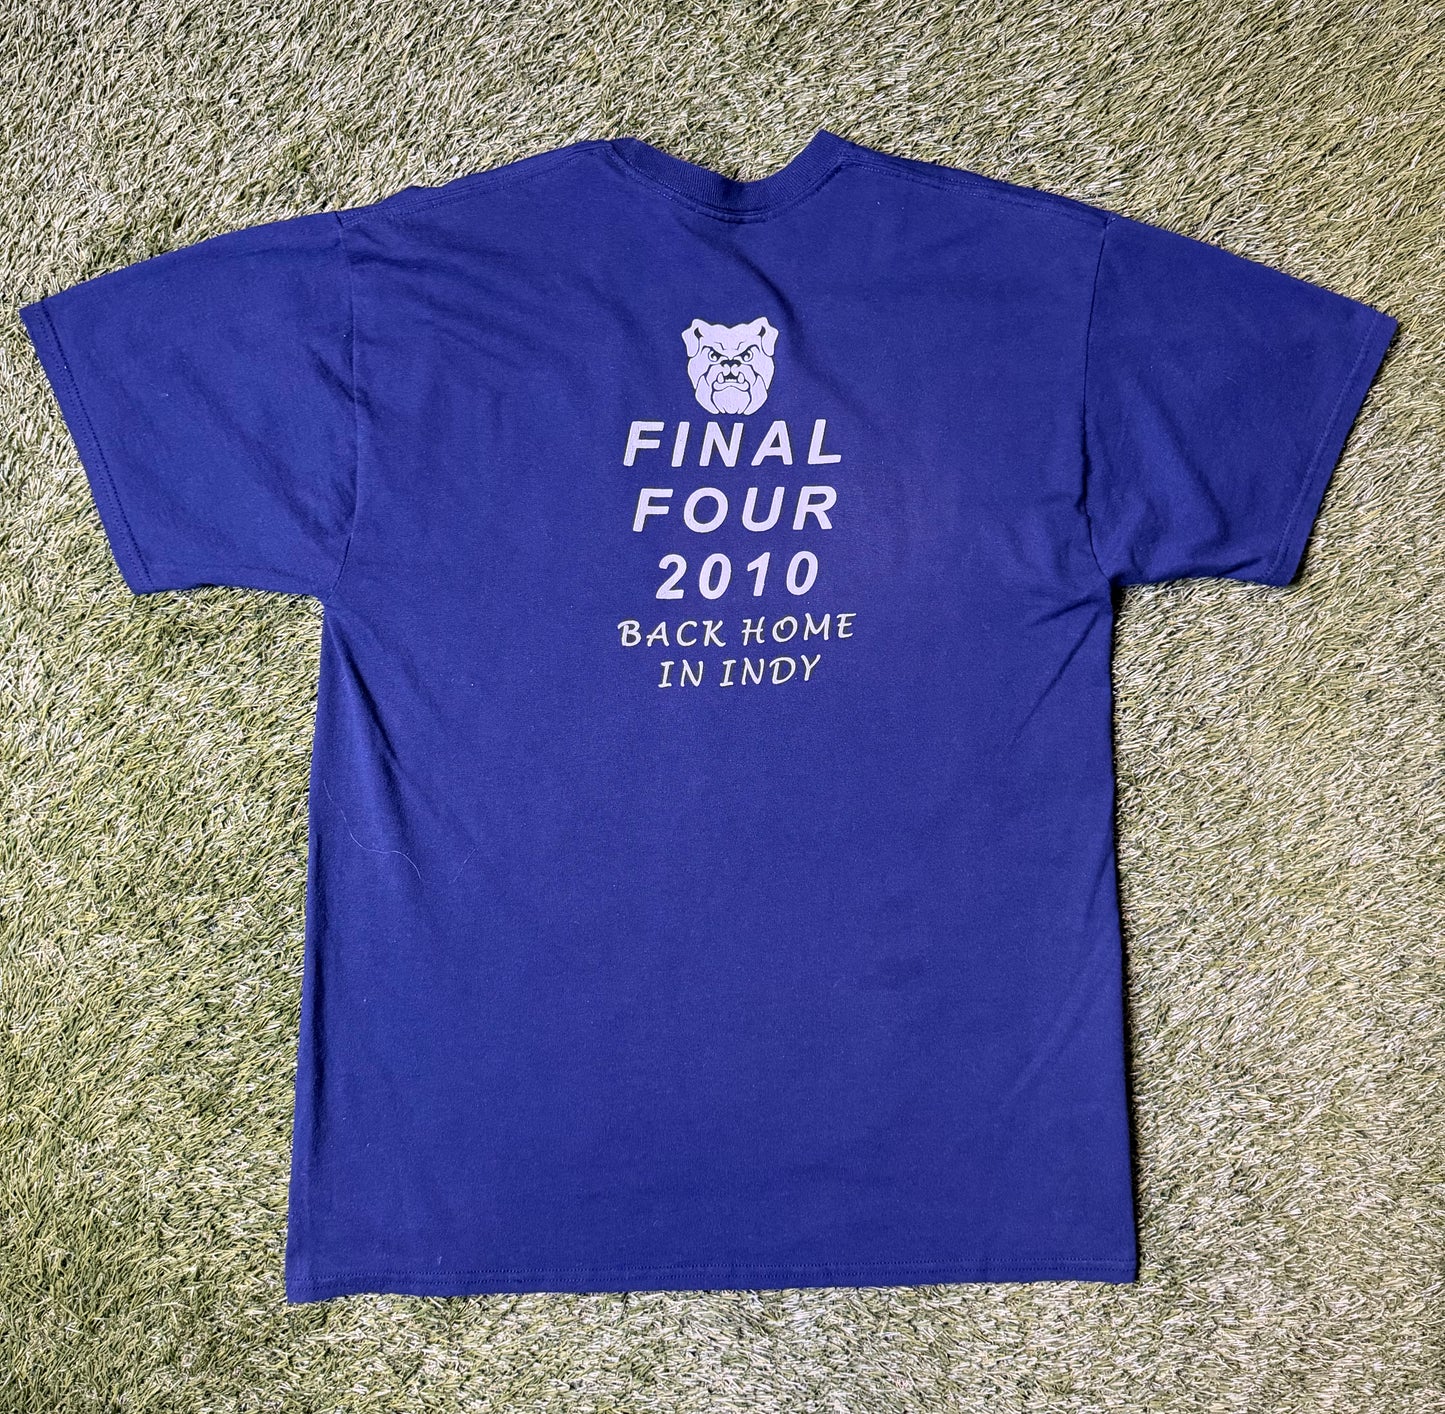 FINAL
FOUR
2010
BACK HOME
IN INDY